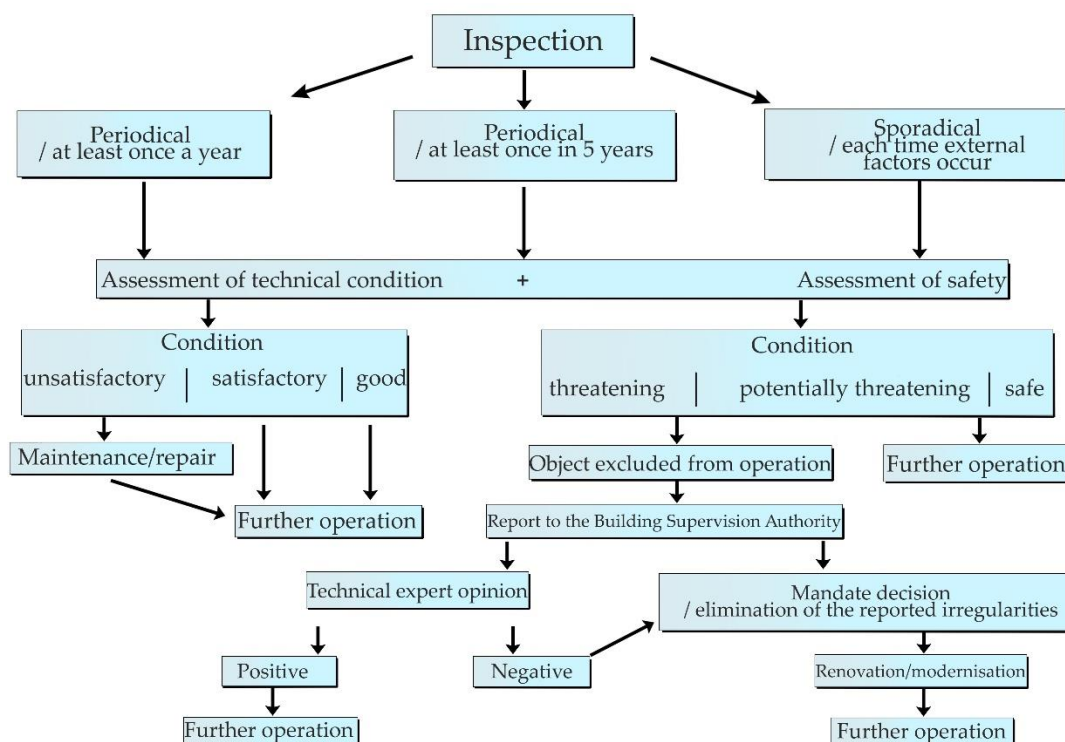 Inspection
Periodical
/ at least once a year
Periodical
/ at least once in 5 years
Sporadical
/ each time external
factors occur
Assessment of technical condition + Assessment of safety
Condition
unsatisfactory | satisfactory | good
Condition
threatening | potentially threatening | safe
Maintenance/repair
Object excluded from operation
Further operation
Further operation
Report to the Building Supervision Authority
Technical expert opinion
Mandate decision
/ elimination of the reported irregularities
Positive
Negative
Renovation/modernisation
Further operation
Further operation